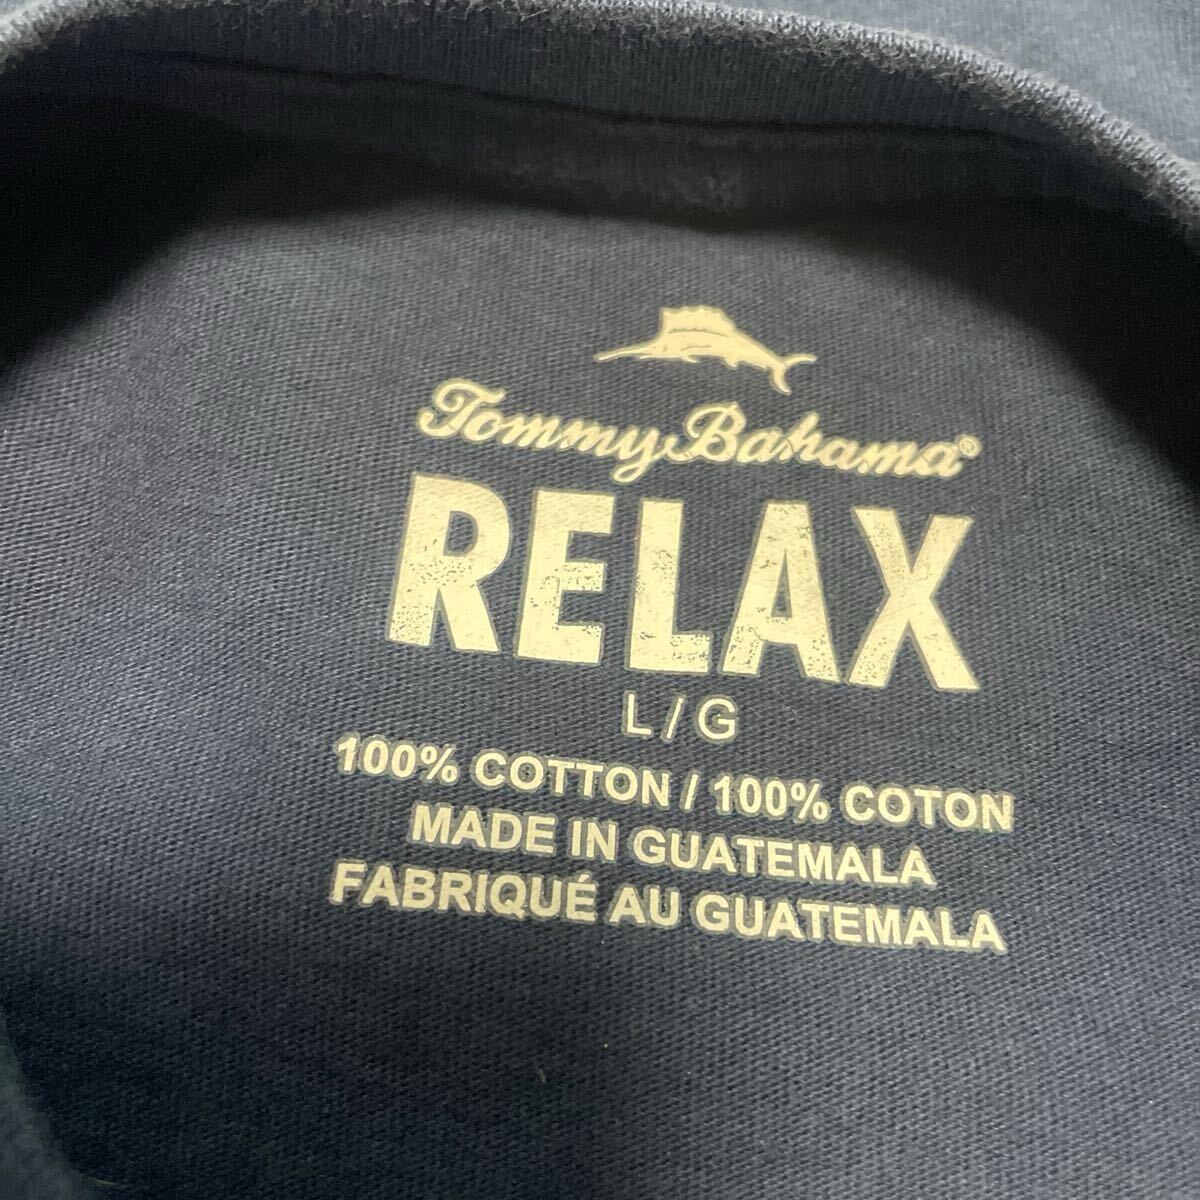 Tommy Bahama®
RELAX
L / G
100% COTTON / 100% COTON
MADE IN GUATEMALA
FABRIQUÉ AU GUATEMALA